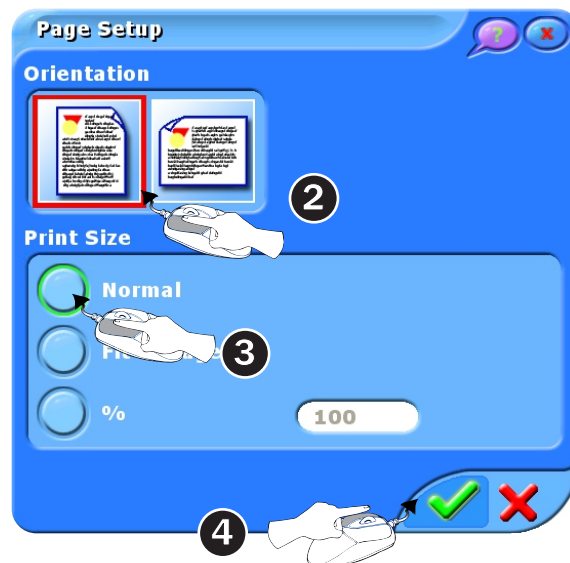 Page Setup
?
x
Orientation
2
Print Size
Normal
3
%
100
4